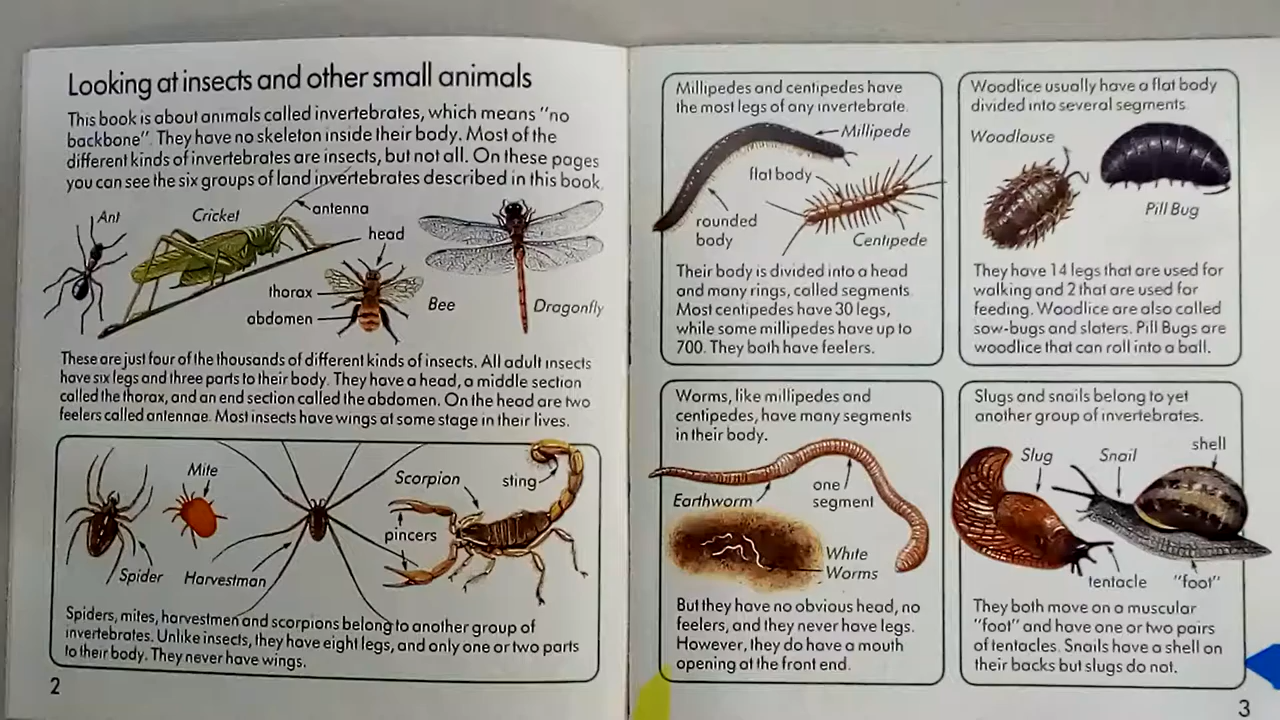 Looking at insects and other small animals
This book is about animals called invertebrates, which means "no
backbone". They have no skeleton inside their body. Most of the
different kinds of invertebrates are insects, but not all. On these pages
you can see the six groups of land invertebrates described in this book.
Ant
Cricket
antenna
head
thorax
abdomen
Bee
Dragonfly
These are just four of the thousands of different kinds of insects. All adult insects
have six legs and three parts to their body. They have a head, a middle section
called the thorax, and an end section called the abdomen. On the head are two
feelers called antennae. Most insects have wings at some stage in their lives.
Mite
Scorpion
sting
pincers
Spider
Harvestman
Spiders, mites, harvestmen and scorpions belong to another group of
invertebrates. Unlike insects, they have eight legs, and only one or two parts
to their body. They never have wings.
2
Millipedes and centipedes have
the most legs of any invertebrate.
Millipede
flat body
rounded
body
Centipede
Their body is divided into a head
and many rings, called segments.
Most centipedes have 30 legs,
while some millipedes have up to
700. They both have feelers.
Woodlice usually have a flat body
divided into several segments.
Woodlouse
Pill Bug
They have 14 legs that are used for
walking and 2 that are used for
feeding. Woodlice are also called
sow-bugs and slaters. Pill Bugs are
woodlice that can roll into a ball.
Worms, like millipedes and
centipedes, have many segments
in their body.
Earthworm
one
segment
White
Worms
But they have no obvious head, no
feelers, and they never have legs.
However, they do have a mouth
opening at the front end.
Slugs and snails belong to yet
another group of invertebrates.
Slug
Snail
shell
tentacle
"foot"
They both move on a muscular
"foot" and have one or two pairs
of tentacles. Snails have a shell on
their backs but slugs do not.
3